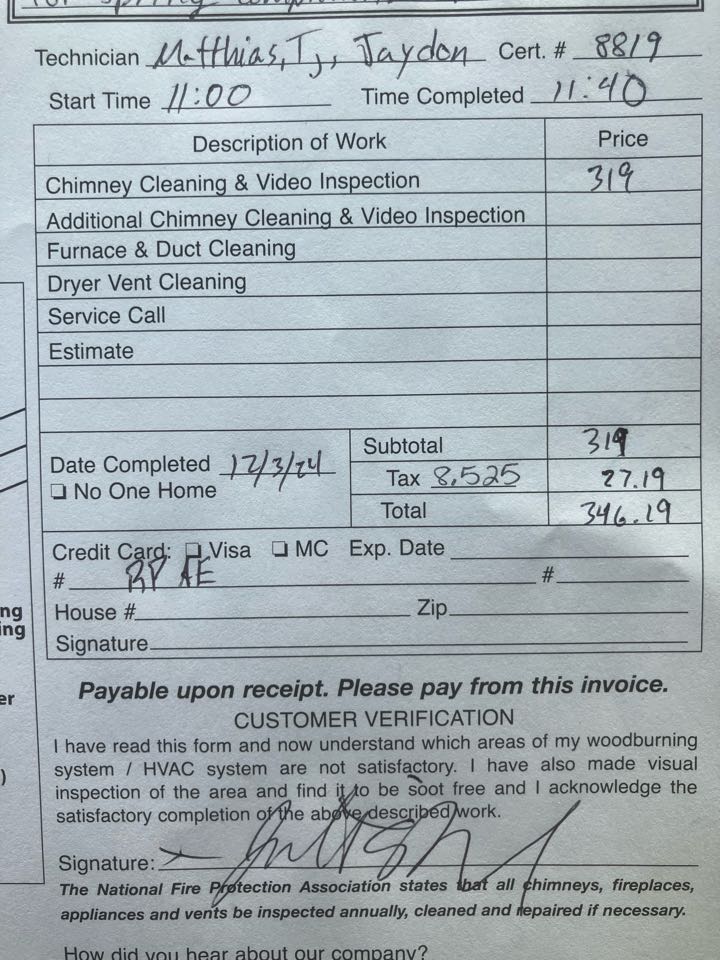 for spring
Technician Matthias, Tj, Jaydon Cert. # 8819
Start Time 11:00 Time Completed 11:40
Description of Work Price
Chimney Cleaning & Video Inspection 319
Additional Chimney Cleaning & Video Inspection
Furnace & Duct Cleaning
Dryer Vent Cleaning
Service Call
Estimate
Subtotal 319
Date Completed 12/3/24
Tax 8.525 27.19
❏ No One Home
Total 346.19
Credit Card: ❏ Visa ❏ MC Exp. Date
# RP AE #
House # Zip
Signature
Payable upon receipt. Please pay from this invoice.
CUSTOMER VERIFICATION
I have read this form and now understand which areas of my woodburning
system / HVAC system are not satisfactory. I have also made visual
inspection of the area and find it to be soot free and I acknowledge the
satisfactory completion of the above described work.
Signature:
The National Fire Protection Association states that all chimneys, fireplaces,
appliances and vents be inspected annually, cleaned and repaired if necessary.
How did you hear about our company?
ng
ing
er
)